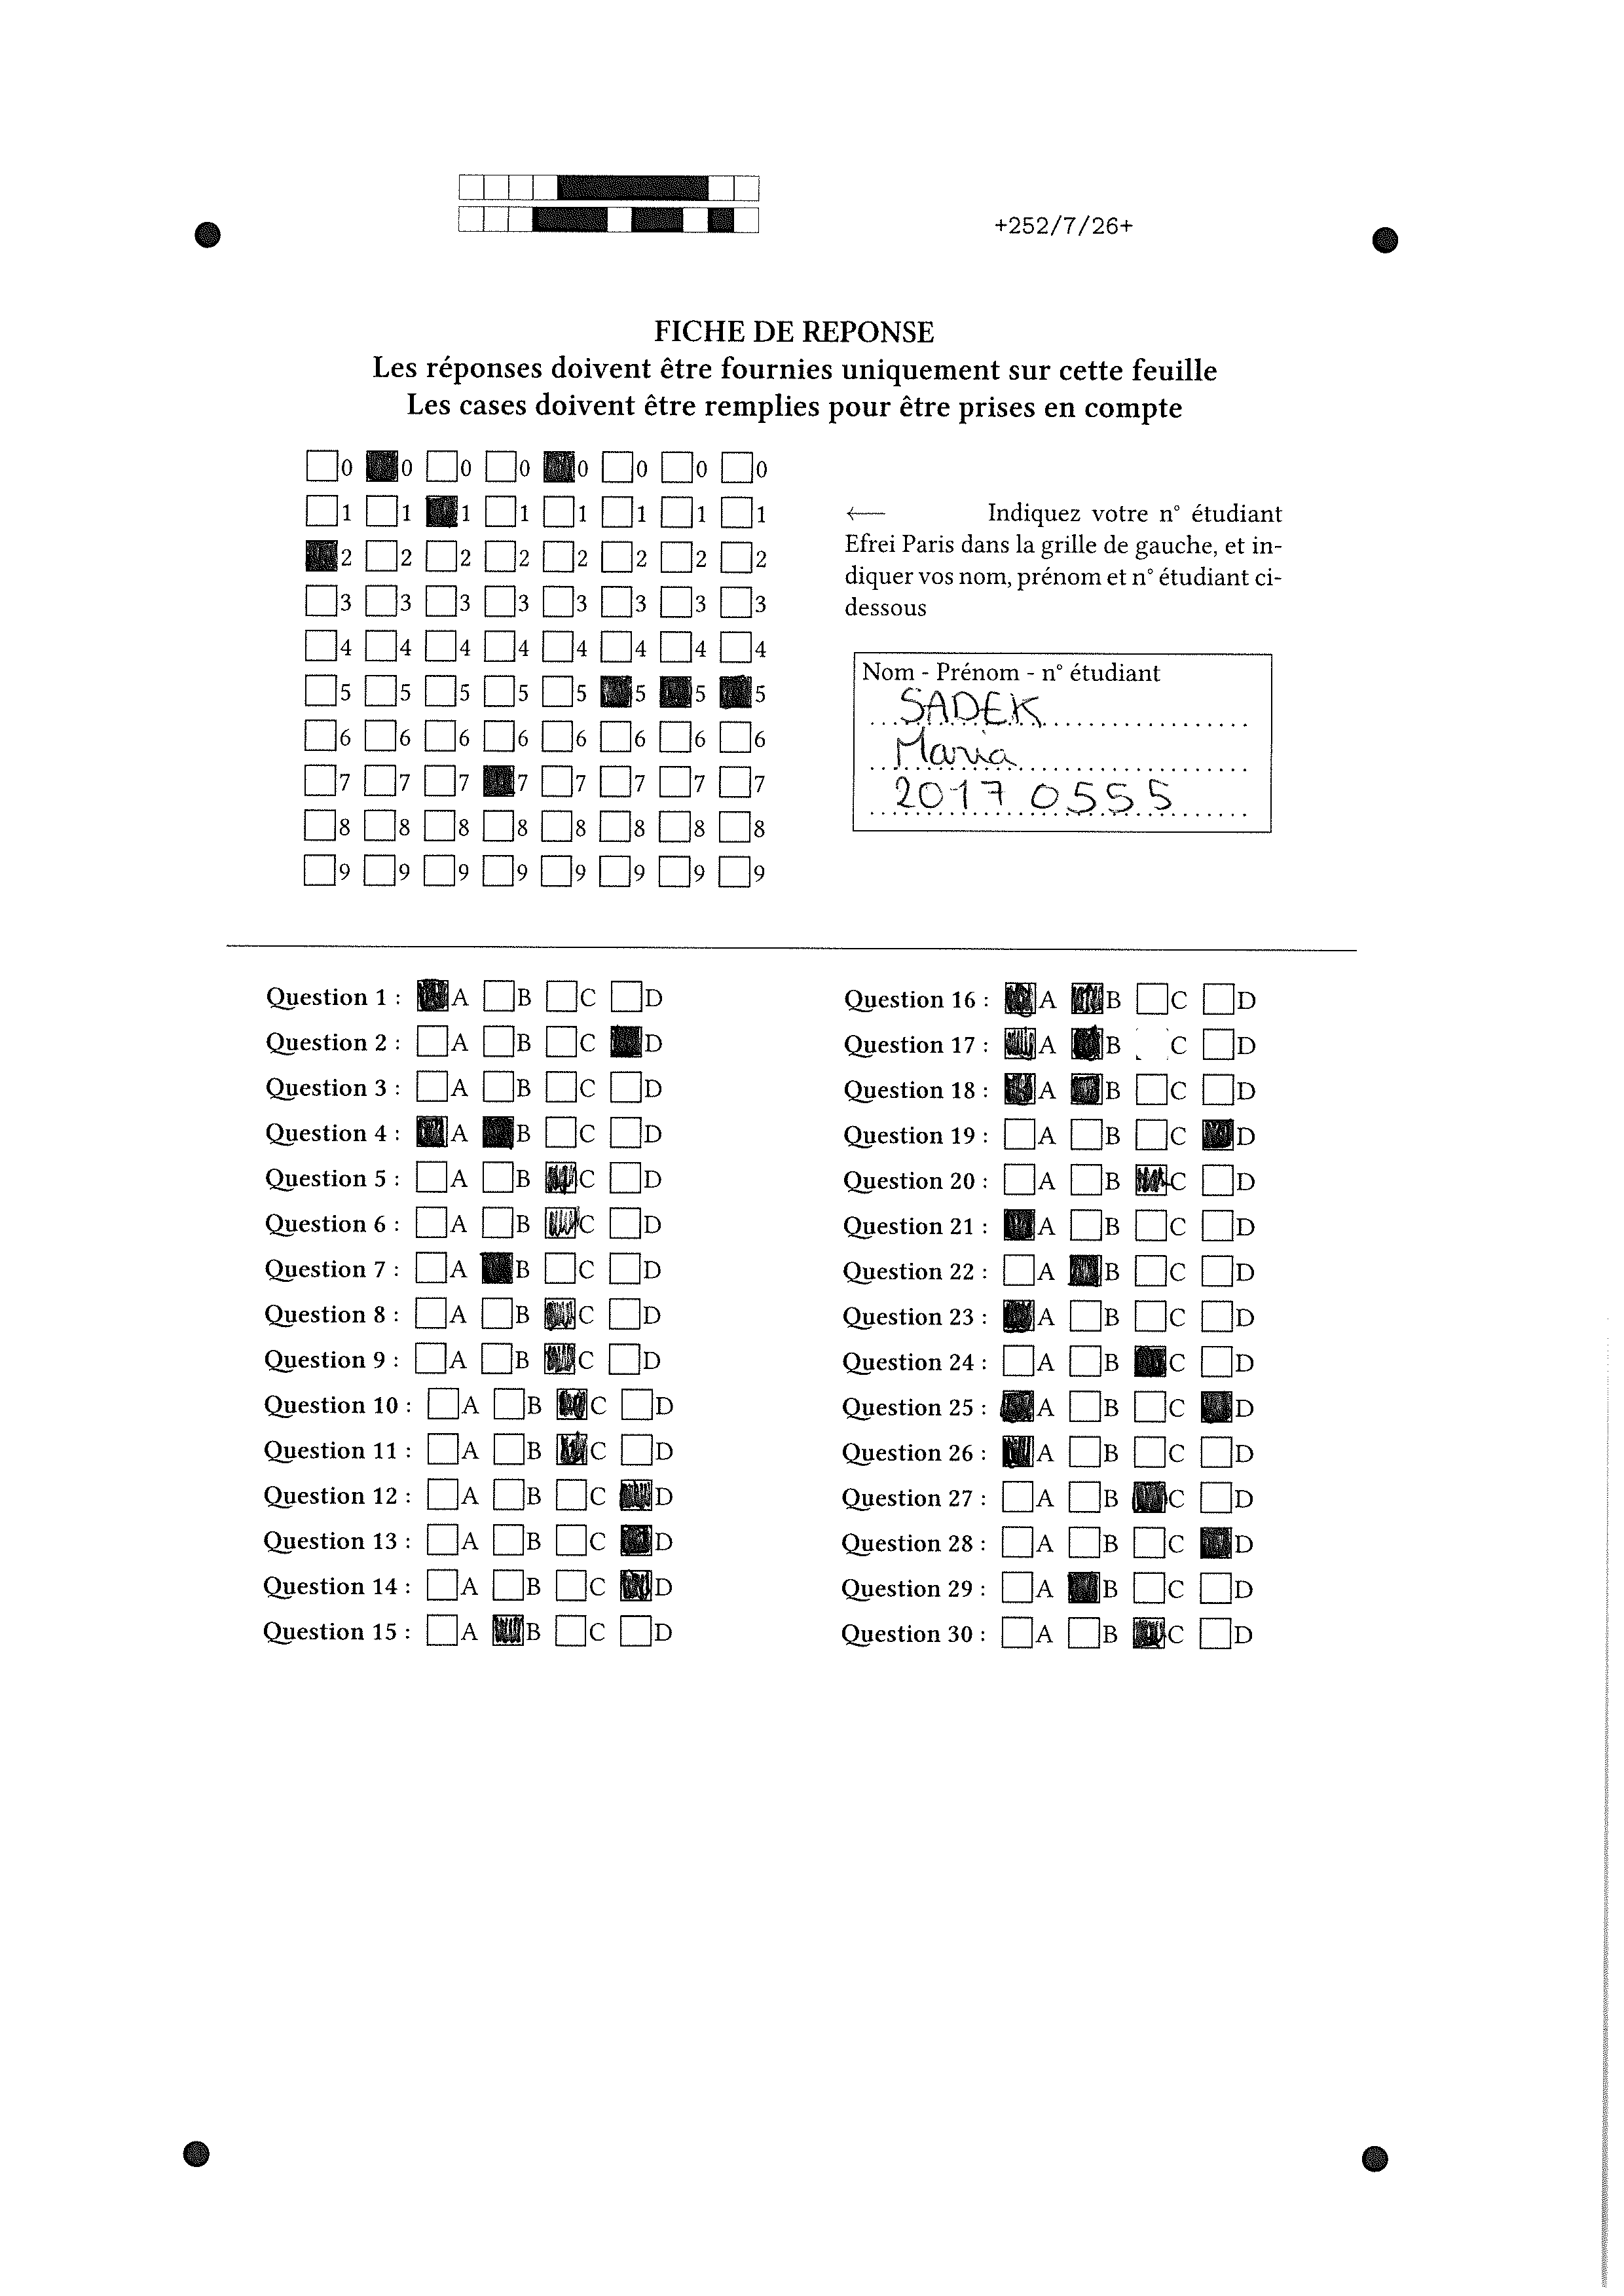 +252/7/26+
FICHE DE REPONSE
Les réponses doivent être fournies uniquement sur cette feuille
Les cases doivent être remplies pour être prises en compte
0 0 0 0 0 0 0 0
1 1 1 1 1 1 1 1
2 2 2 2 2 2 2 2
3 3 3 3 3 3 3 3
4 4 4 4 4 4 4 4
5 5 5 5 5 5 5 5
6 6 6 6 6 6 6 6
7 7 7 7 7 7 7 7
8 8 8 8 8 8 8 8
9 9 9 9 9 9 9 9
← Indiquez votre n° étudiant
Efrei Paris dans la grille de gauche, et in-
diquer vos nom, prénom et n° étudiant ci-
dessous
Nom - Prénom - n° étudiant
SADEK
Maria
2017 0555
Question 1 : A B C D
Question 2 : A B C D
Question 3 : A B C D
Question 4 : A B C D
Question 5 : A B C D
Question 6 : A B C D
Question 7 : A B C D
Question 8 : A B C D
Question 9 : A B C D
Question 10 : A B C D
Question 11 : A B C D
Question 12 : A B C D
Question 13 : A B C D
Question 14 : A B C D
Question 15 : A B C D
Question 16 : A B C D
Question 17 : A B C D
Question 18 : A B C D
Question 19 : A B C D
Question 20 : A B C D
Question 21 : A B C D
Question 22 : A B C D
Question 23 : A B C D
Question 24 : A B C D
Question 25 : A B C D
Question 26 : A B C D
Question 27 : A B C D
Question 28 : A B C D
Question 29 : A B C D
Question 30 : A B C D